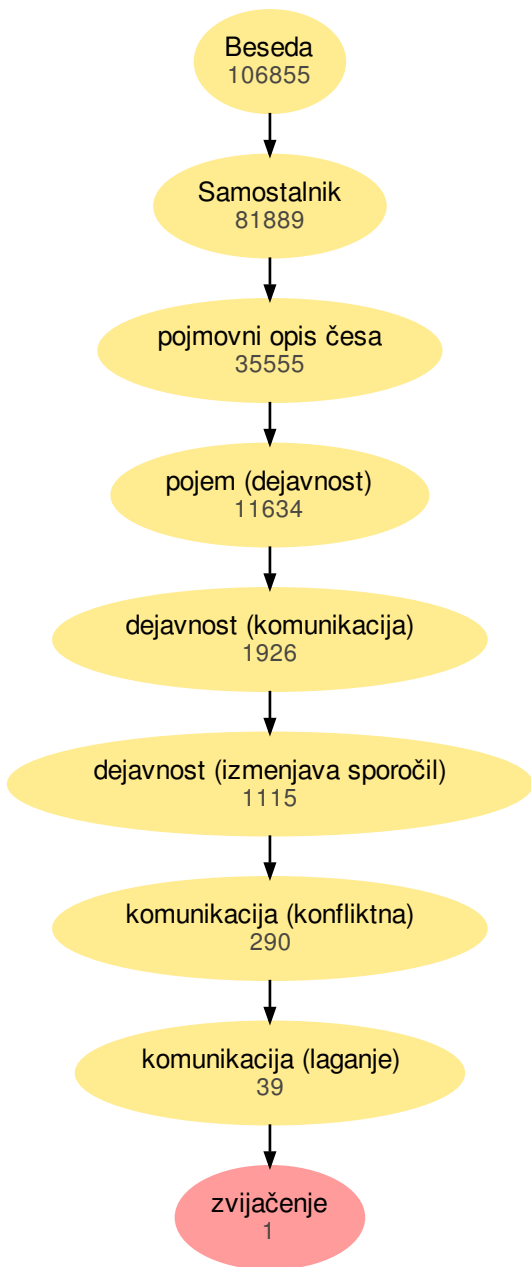 Beseda
106855
Samostalnik
81889
pojmovni opis česa
35555
pojem (dejavnost)
11634
dejavnost (komunikacija)
1926
dejavnost (izmenjava sporočil)
1115
komunikacija (konfliktna)
290
komunikacija (laganje)
39
zvijačenje
1